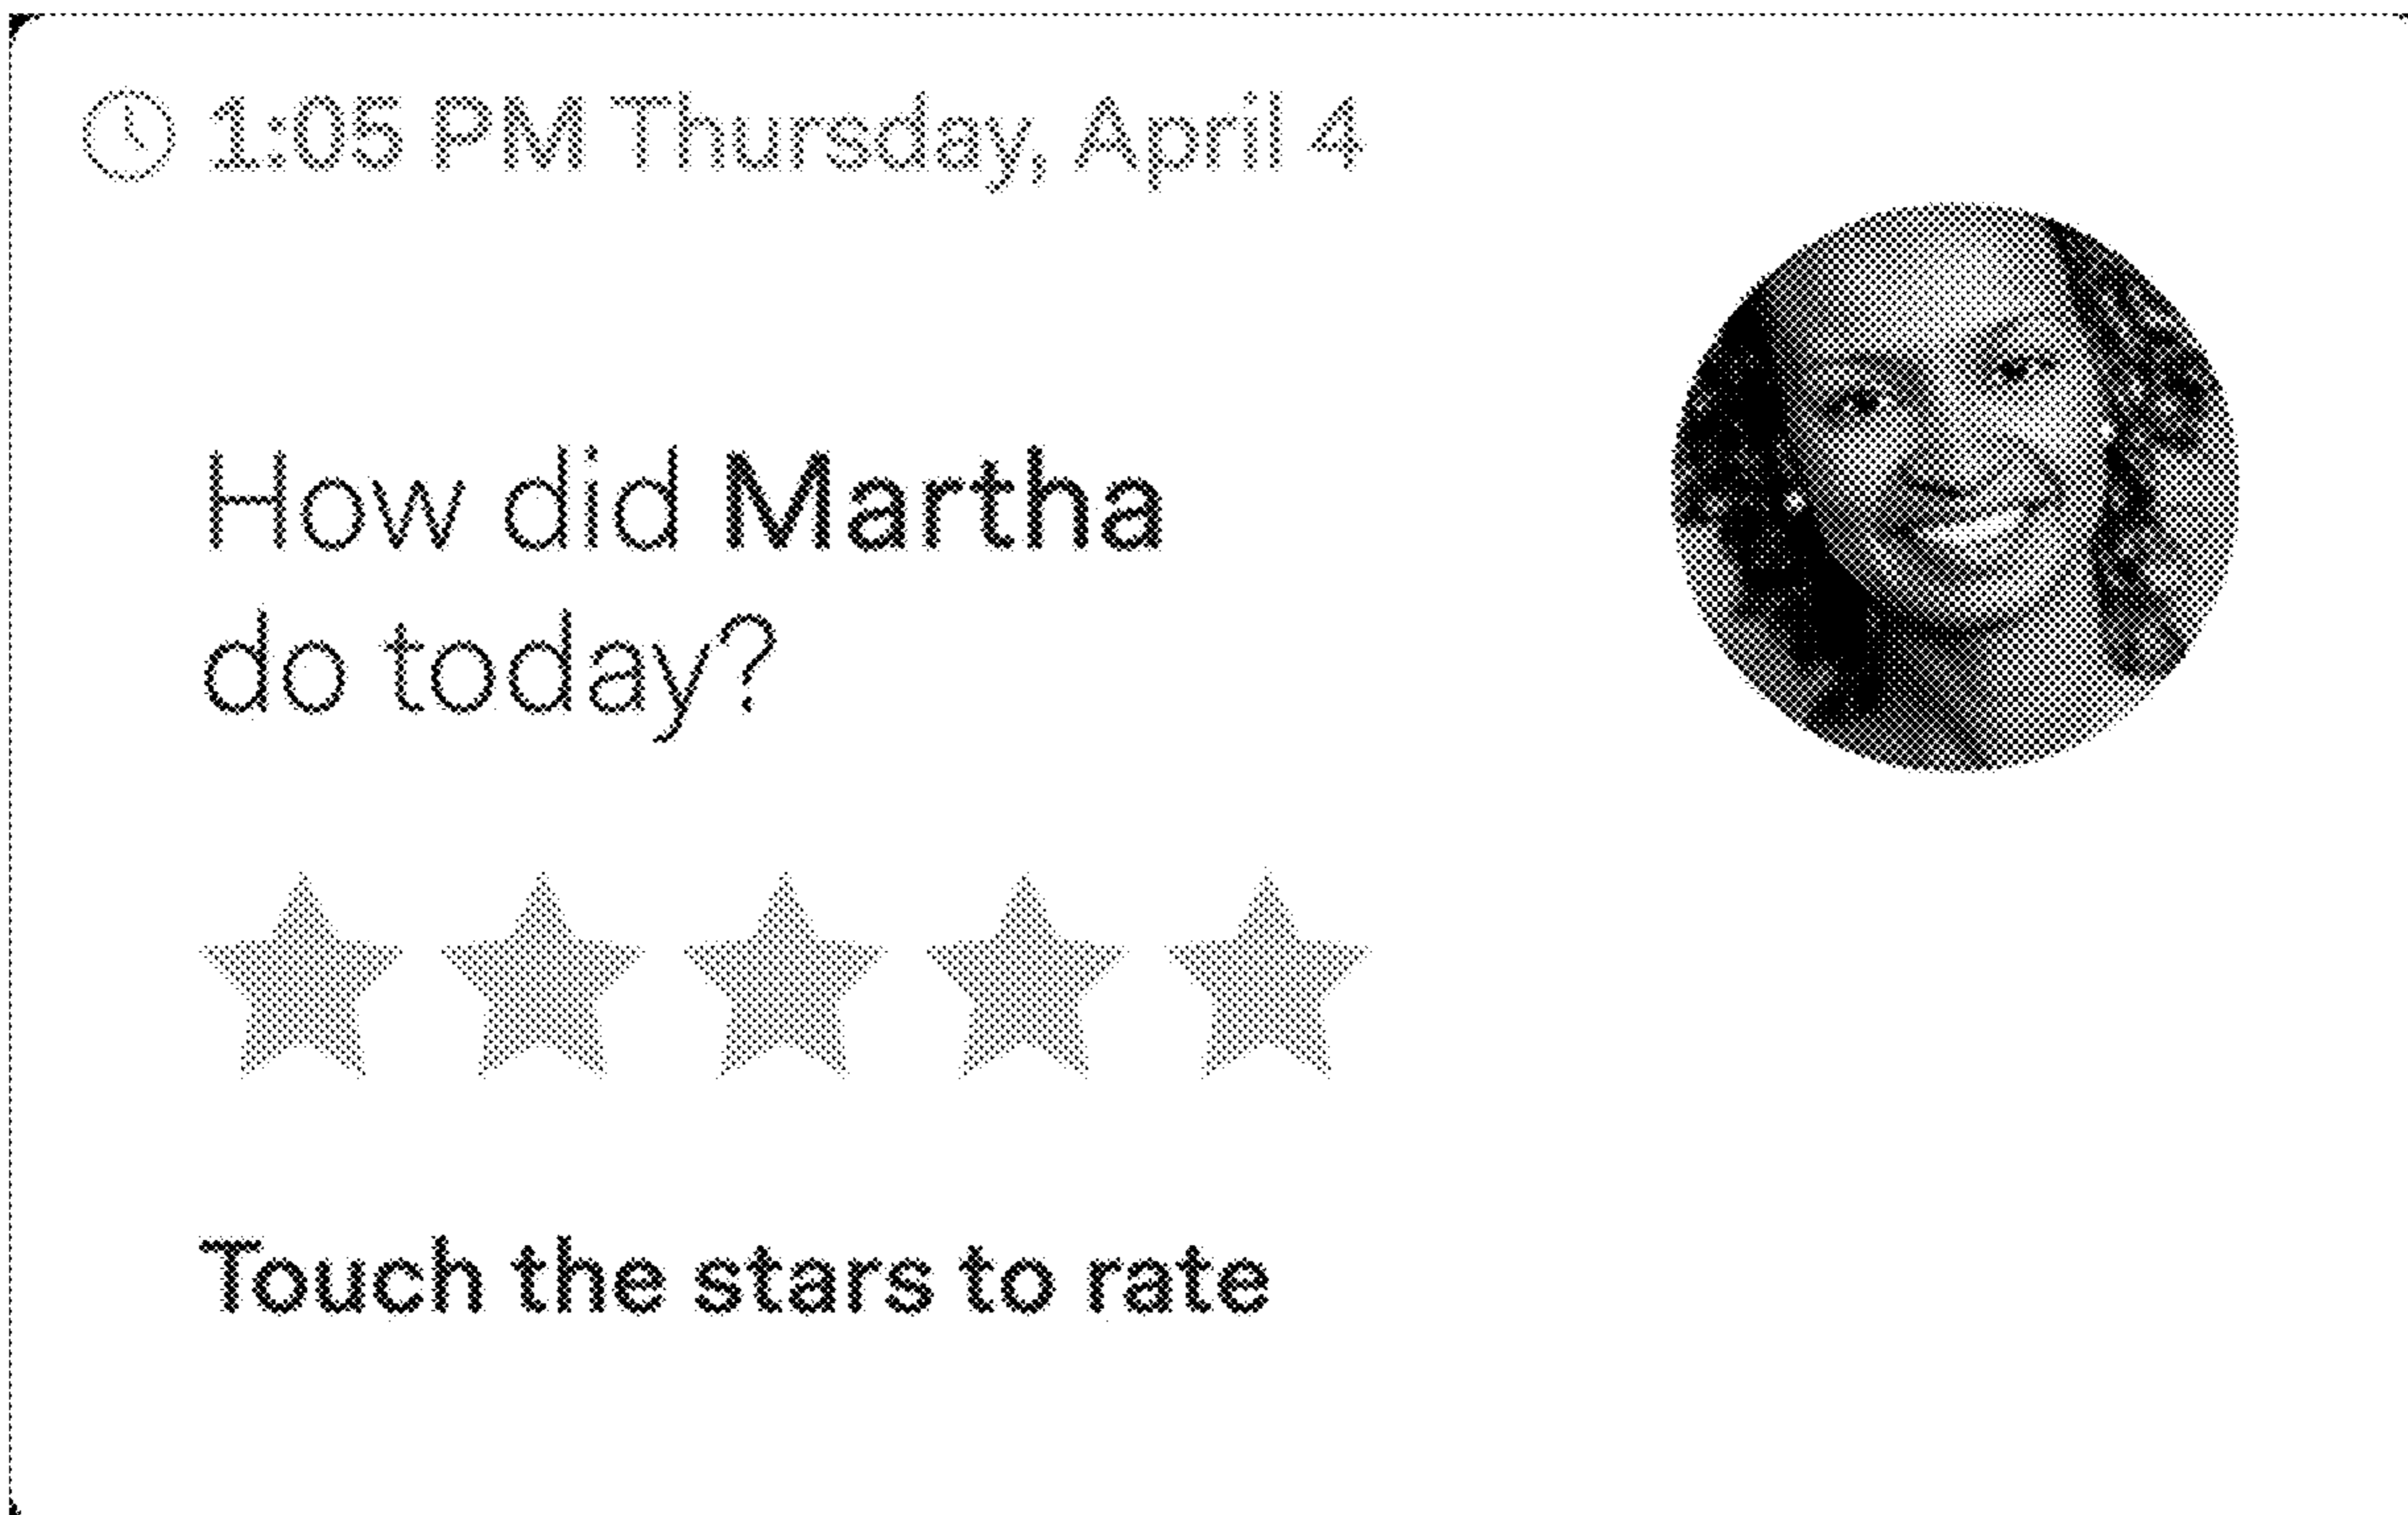 1:05 PM Thursday, April 4
How did Martha
do today?
Touch the stars to rate